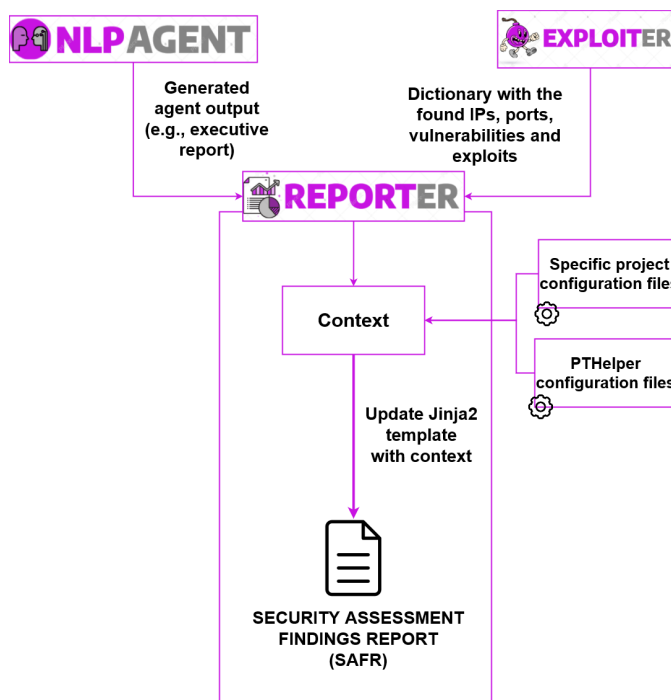 NLPAGENT
EXPLOITER
Generated
agent output
(e.g., executive
report)
Dictionary with the
found IPs, ports,
vulnerabilities and
exploits
REPORTER
Context
Specific project
configuration files
PTHelper
configuration files
Update Jinja2
template
with context
SECURITY ASSESSMENT
FINDINGS REPORT
(SAFR)